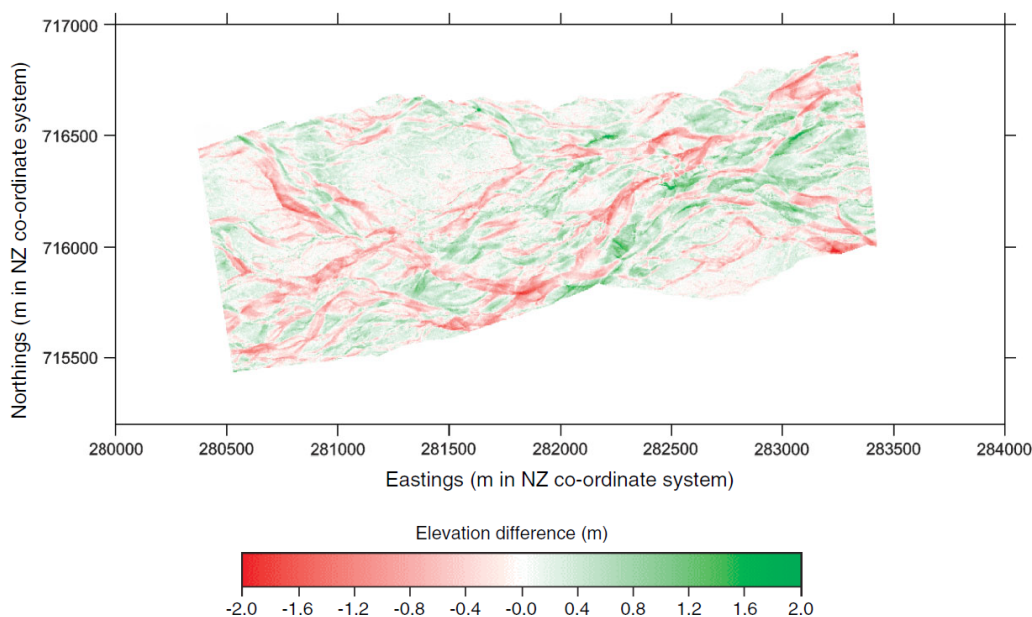 717000
716500
716000
715500
Northings (m in NZ co-ordinate system)
280000 280500 281000 281500 282000 282500 283000 283500 284000
Eastings (m in NZ co-ordinate system)
Elevation difference (m)
-2.0 -1.6 -1.2 -0.8 -0.4 -0.0 0.4 0.8 1.2 1.6 2.0